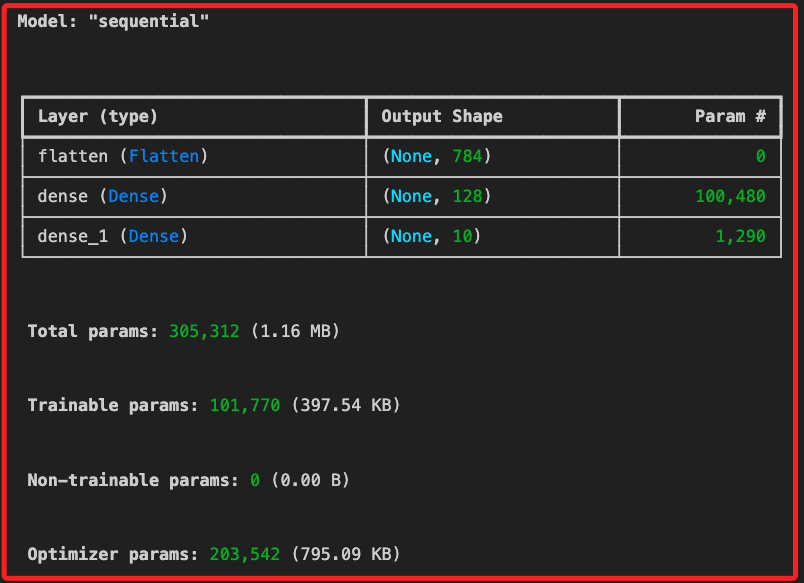 Model: "sequential"
Layer (type) Output Shape Param #
flatten (Flatten) (None, 784) 0
dense (Dense) (None, 128) 100,480
dense_1 (Dense) (None, 10) 1,290
Total params: 305,312 (1.16 MB)
Trainable params: 101,770 (397.54 KB)
Non-trainable params: 0 (0.00 B)
Optimizer params: 203,542 (795.09 KB)